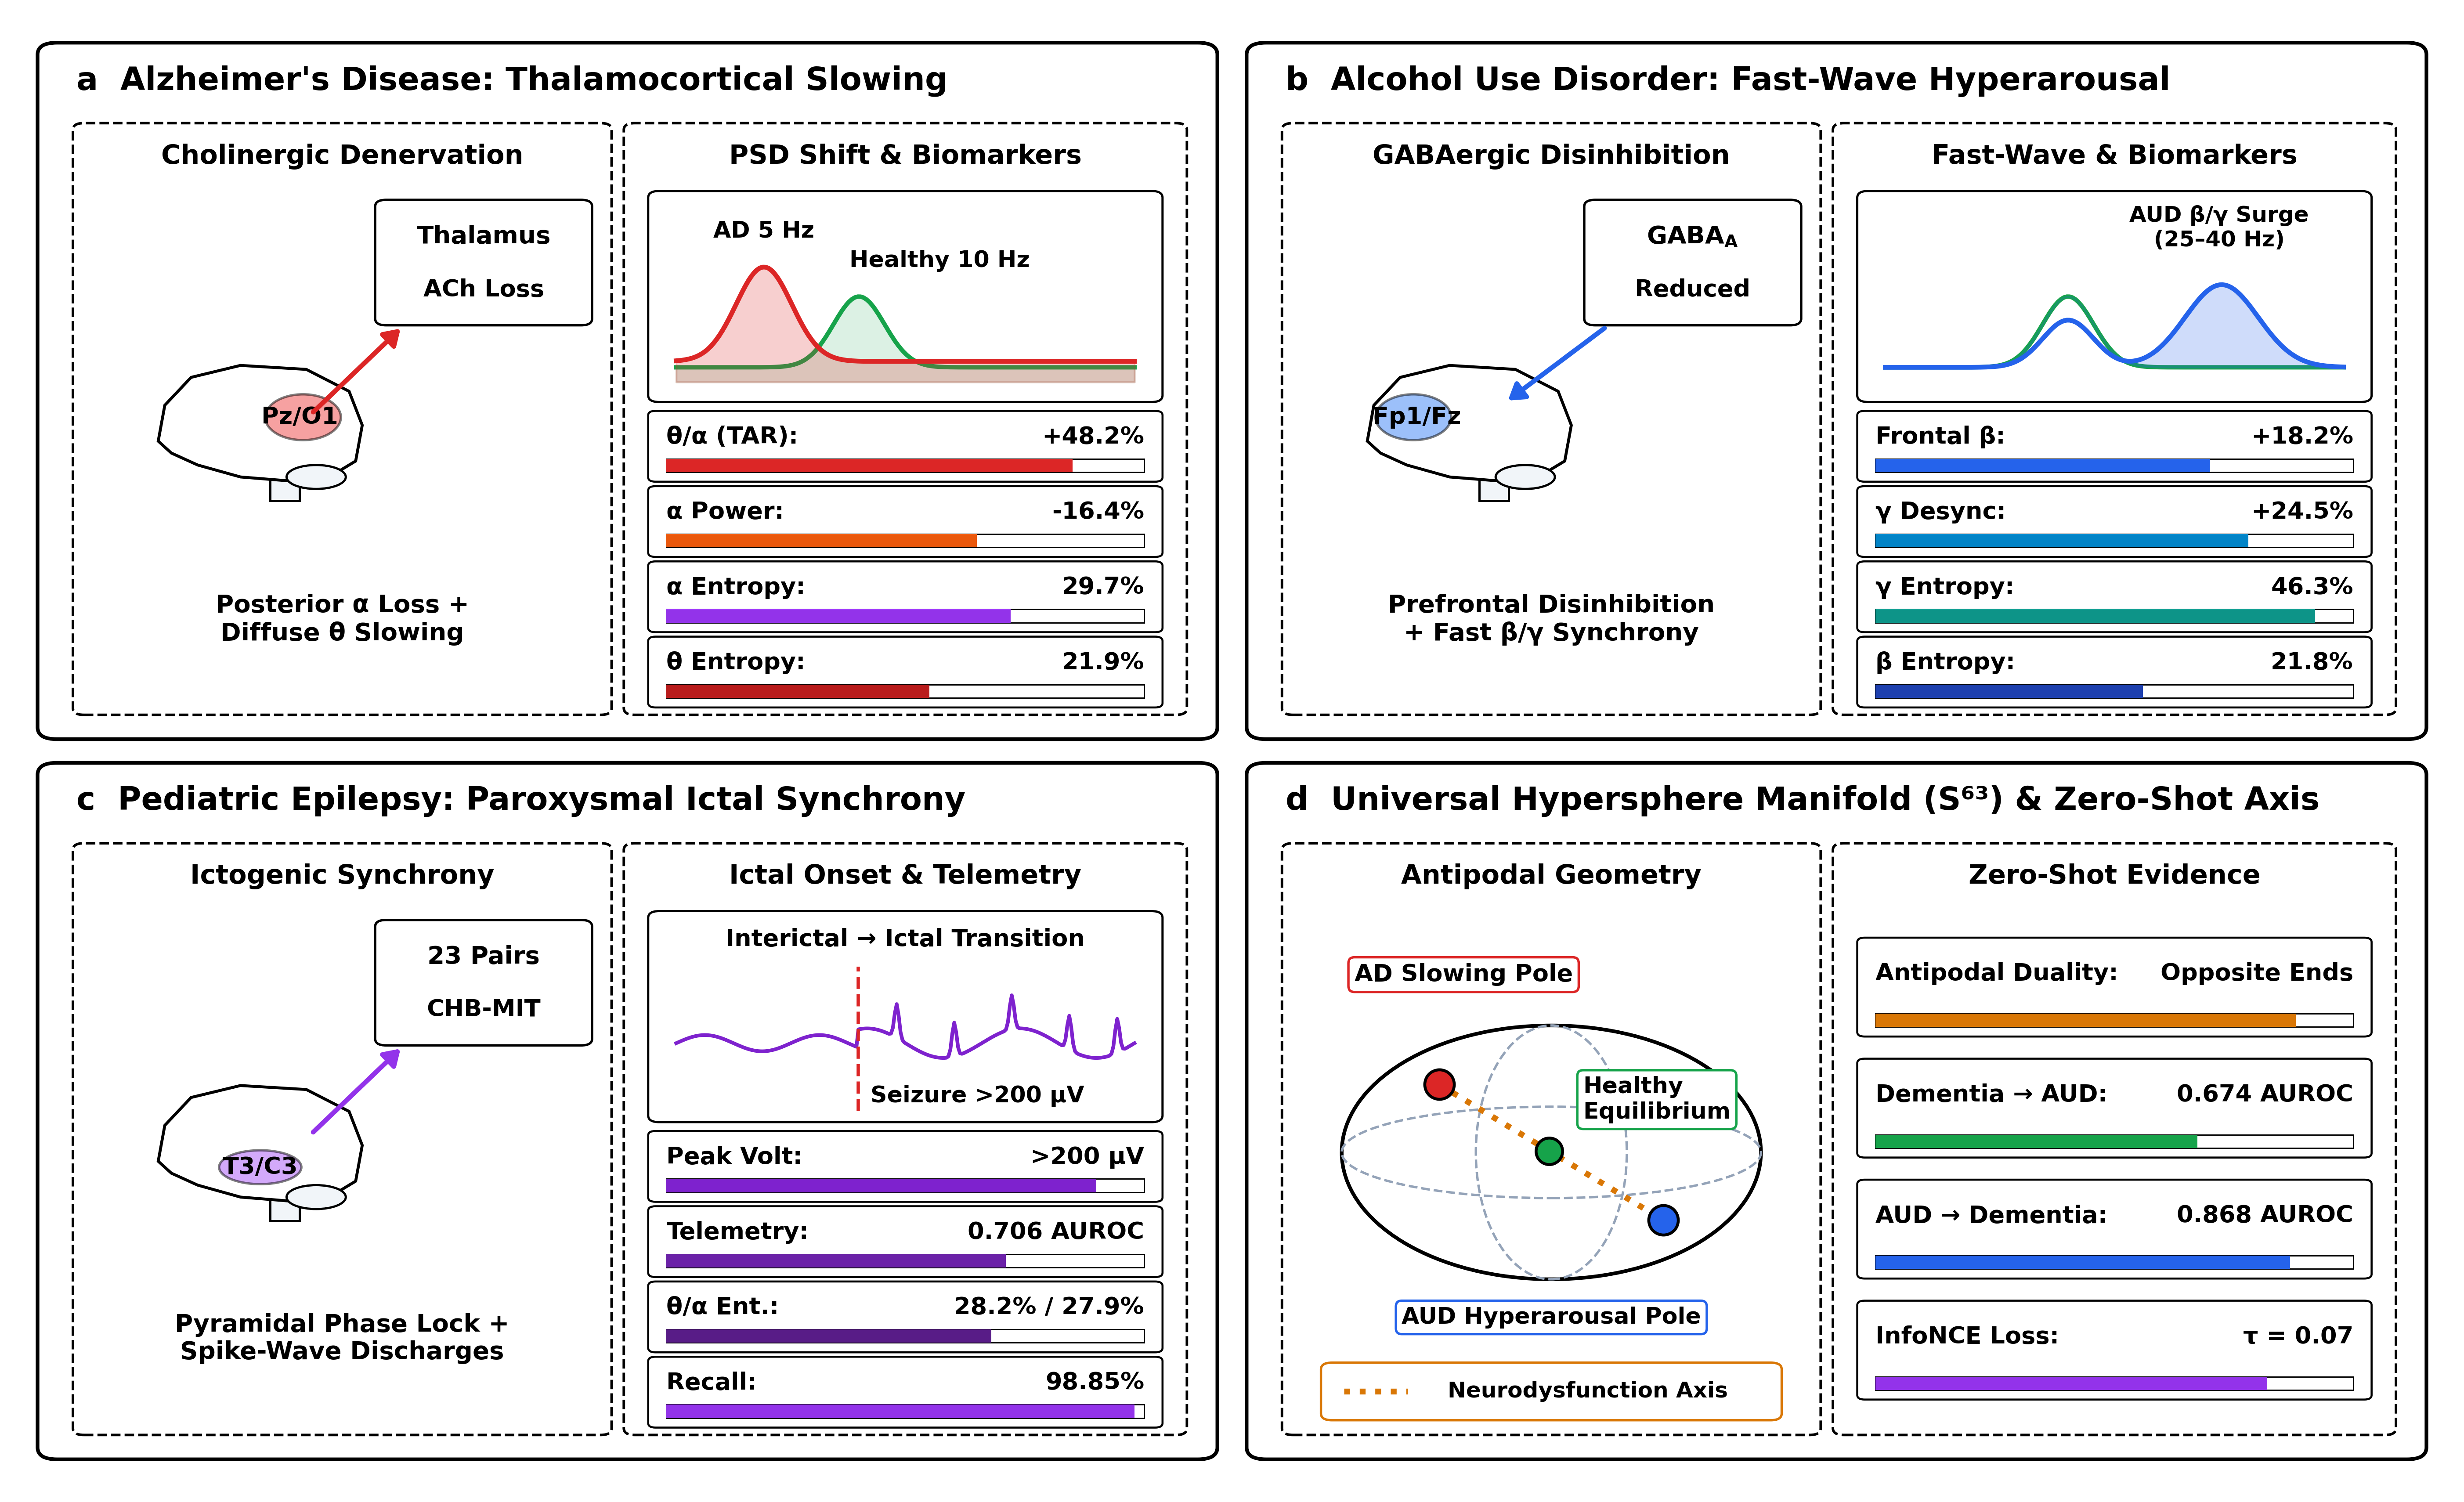 a Alzheimer's Disease: Thalamocortical Slowing
Cholinergic Denervation
Thalamus
ACh Loss
Pz/O1
Posterior α Loss +
Diffuse θ Slowing
PSD Shift & Biomarkers
AD 5 Hz
Healthy 10 Hz
θ/α (TAR): +48.2%
α Power: -16.4%
α Entropy: 29.7%
θ Entropy: 21.9%
b Alcohol Use Disorder: Fast-Wave Hyperarousal
GABAergic Disinhibition
GABA_A
Reduced
Fp1/Fz
Prefrontal Disinhibition
+ Fast β/γ Synchrony
Fast-Wave & Biomarkers
AUD β/γ Surge
(25–40 Hz)
Frontal β: +18.2%
γ Desync: +24.5%
γ Entropy: 46.3%
β Entropy: 21.8%
c Pediatric Epilepsy: Paroxysmal Ictal Synchrony
Ictogenic Synchrony
23 Pairs
CHB-MIT
T3/C3
Pyramidal Phase Lock +
Spike-Wave Discharges
Ictal Onset & Telemetry
Interictal → Ictal Transition
Seizure >200 μV
Peak Volt: >200 μV
Telemetry: 0.706 AUROC
θ/α Ent.: 28.2% / 27.9%
Recall: 98.85%
d Universal Hypersphere Manifold (S⁶³) & Zero-Shot Axis
Antipodal Geometry
AD Slowing Pole
Healthy
Equilibrium
AUD Hyperarousal Pole
Neurodysfunction Axis
Zero-Shot Evidence
Antipodal Duality: Opposite Ends
Dementia → AUD: 0.674 AUROC
AUD → Dementia: 0.868 AUROC
InfoNCE Loss: τ = 0.07